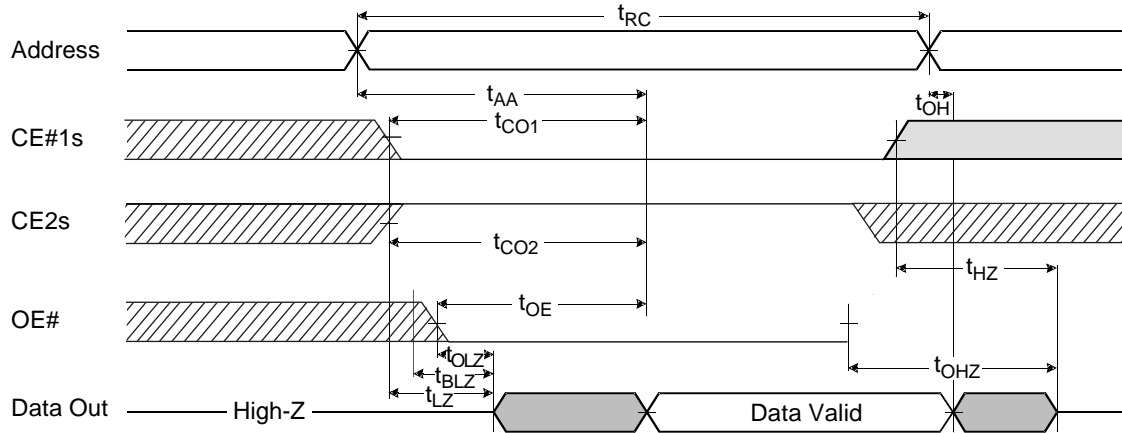 tRC
Address
tAA
tOH
tCO1
CE#1s
CE2s
tCO2
tHZ
tOE
OE#
tOLZ
tOHZ
tBLZ
tLZ
Data Out High-Z Data Valid